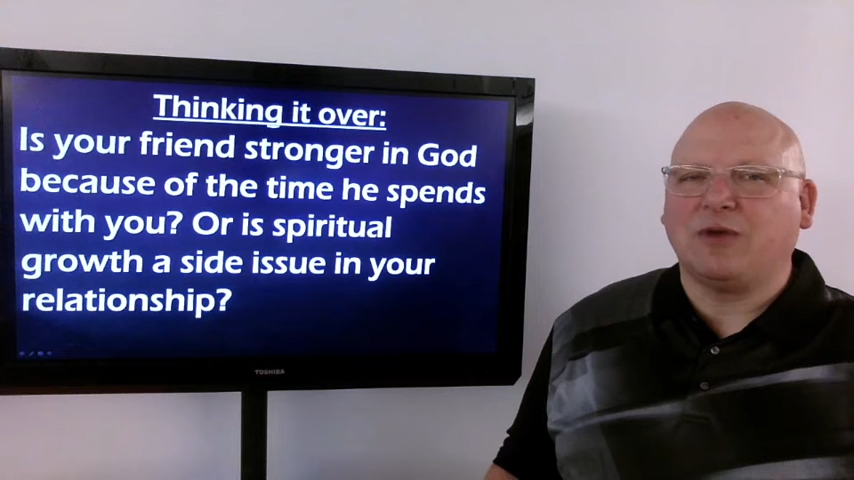 Thinking it over:
Is your friend stronger in God
because of the time he spends
with you? Or is spiritual
growth a side issue in your
relationship?
TOSHIBA